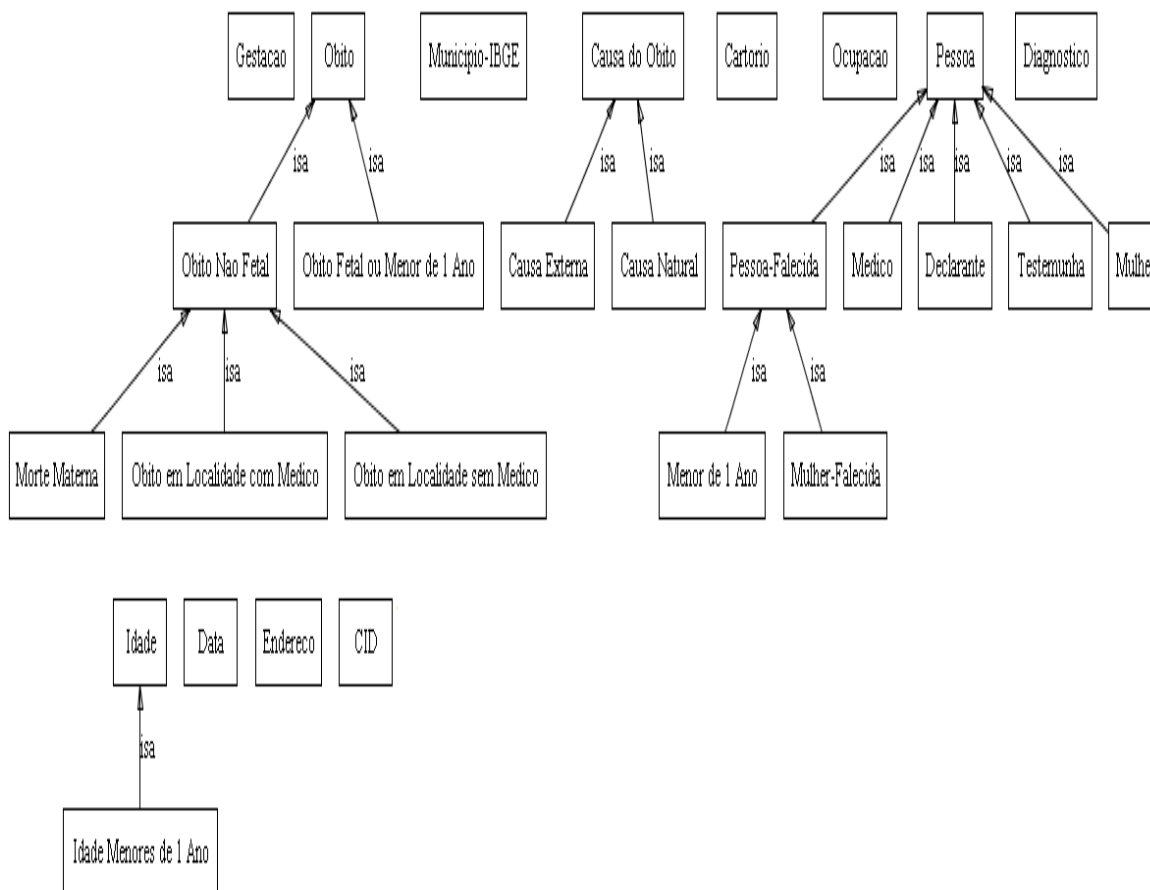 Gestacao
Obito
Municipio-IBGE
Causa do Obito
Cartorio
Ocupacao
Pessoa
Diagnostico
isa
isa
isa
isa
isa
isa
isa
isa
isa
Obito Nao Fetal
Obito Fetal ou Menor de 1 Ano
Causa Externa
Causa Natural
Pessoa-Falecida
Medico
Declarante
Testemunha
Mulhe
isa
isa
isa
isa
isa
Morte Materna
Obito em Localidade com Medico
Obito em Localidade sem Medico
Menor de 1 Ano
Mulher-Falecida
Idade
Data
Endereco
CID
isa
Idade Menores de 1 Ano